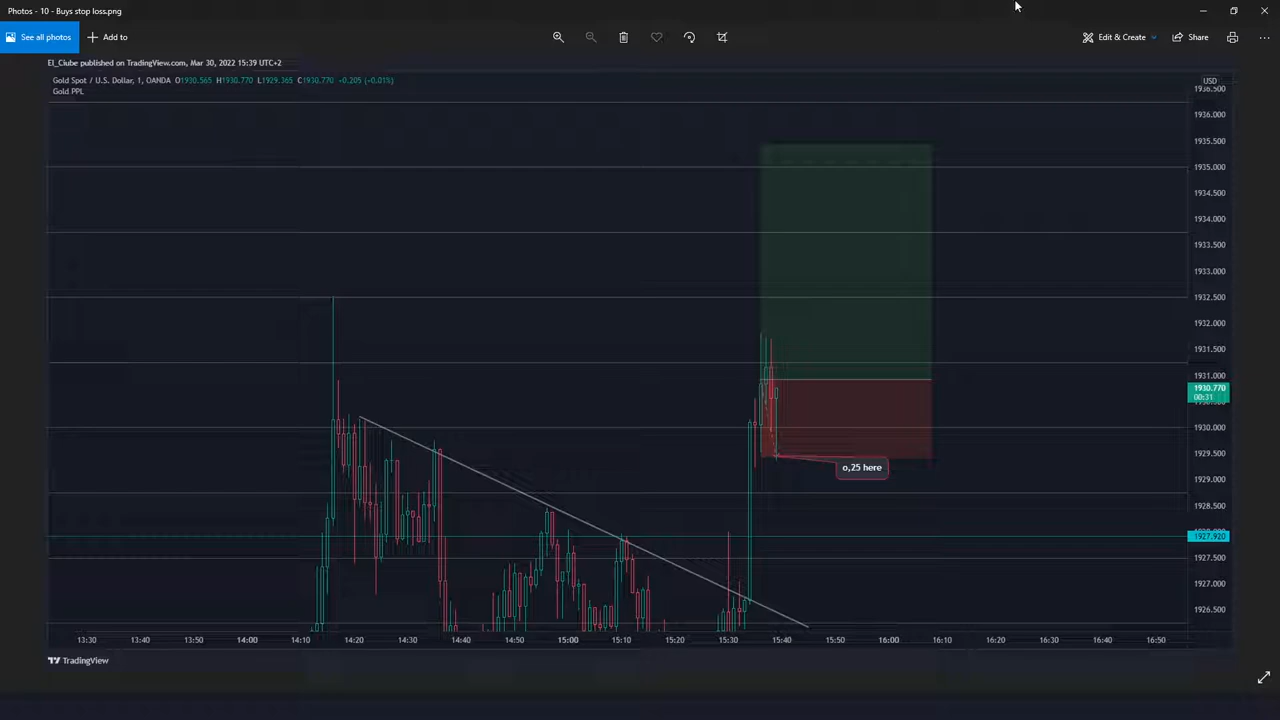 Photos - 10 - Buys stop loss.png
See all photos
Add to
Edit & Create
Share
El_Ciube published on TradingView.com, Mar 30, 2022 15:39 UTC+2
Gold Spot / U.S. Dollar, 1, OANDA O1930.565 H1930.770 L1929.365 C1930.770 -0.205 (-0.01%)
Gold PPL
USD
1936.500
1936.000
1935.500
1935.000
1934.500
1934.000
1933.500
1933.000
1932.500
1932.000
1931.500
1931.000
1930.770
00:31
1930.000
1929.500
o,25 here
1929.000
1928.500
1927.920
1927.500
1927.000
1926.500
13:30 13:40 13:50 14:00 14:10 14:20 14:30 14:40 14:50 15:00 15:10 15:20 15:30 15:40 15:50 16:00 16:10 16:20 16:30 16:40 16:50
TradingView